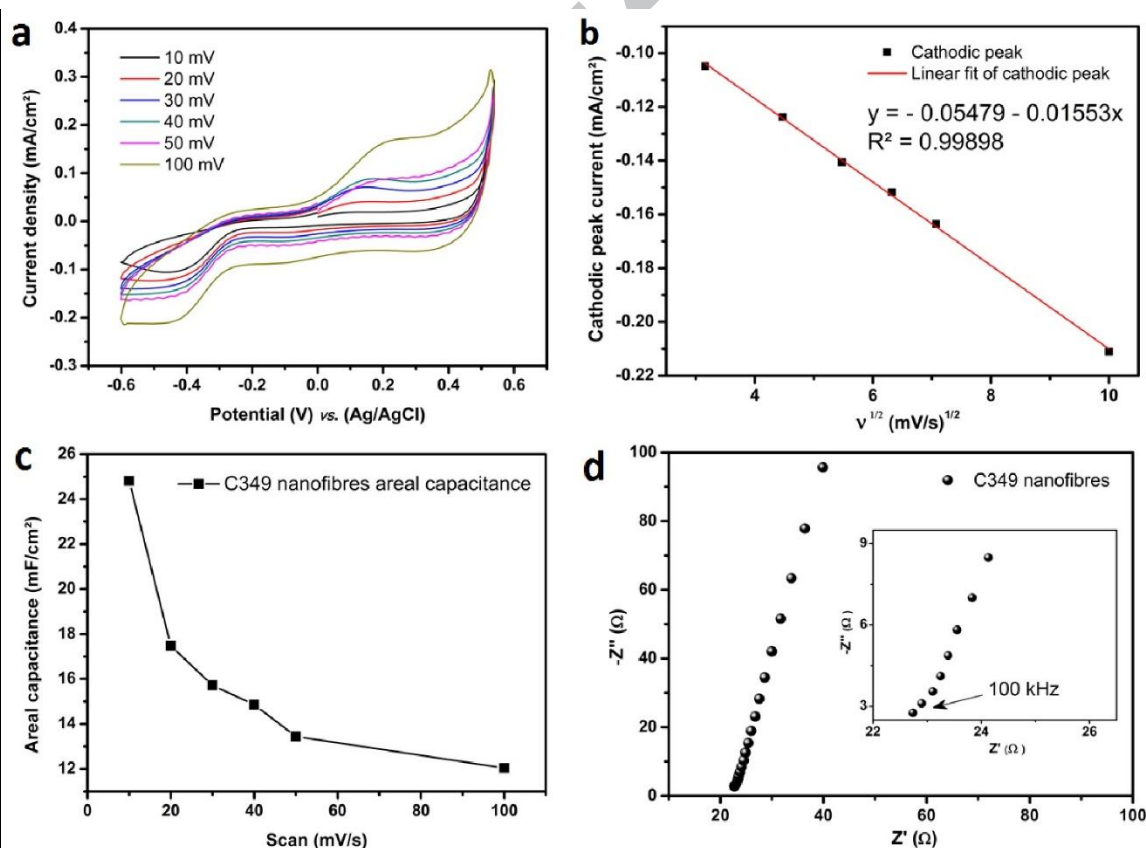 a
0.4
0.3
0.2
0.1
0.0
-0.1
-0.2
-0.3
Current density (mA/cm²)
10 mV
20 mV
30 mV
40 mV
50 mV
100 mV
-0.6 -0.4 -0.2 0.0 0.2 0.4 0.6
Potential (V) vs. (Ag/AgCl)
b
-0.10
-0.12
-0.14
-0.16
-0.18
-0.20
-0.22
Cathodic peak current (mA/cm²)
Cathodic peak
Linear fit of cathodic peak
y = - 0.05479 - 0.01553x
R² = 0.99898
4 6 8 10
ν^1/2 (mV/s)^1/2
c
26
24
22
20
18
16
14
12
Areal capacitance (mF/cm²)
C349 nanofibres areal capacitance
0 20 40 60 80 100
Scan (mV/s)
d
100
80
60
40
20
0
-Z'' (Ω)
C349 nanofibres
9
6
3
-Z'' (Ω)
100 kHz
22 24 26
Z' (Ω)
20 40 60 80 100
Z' (Ω)